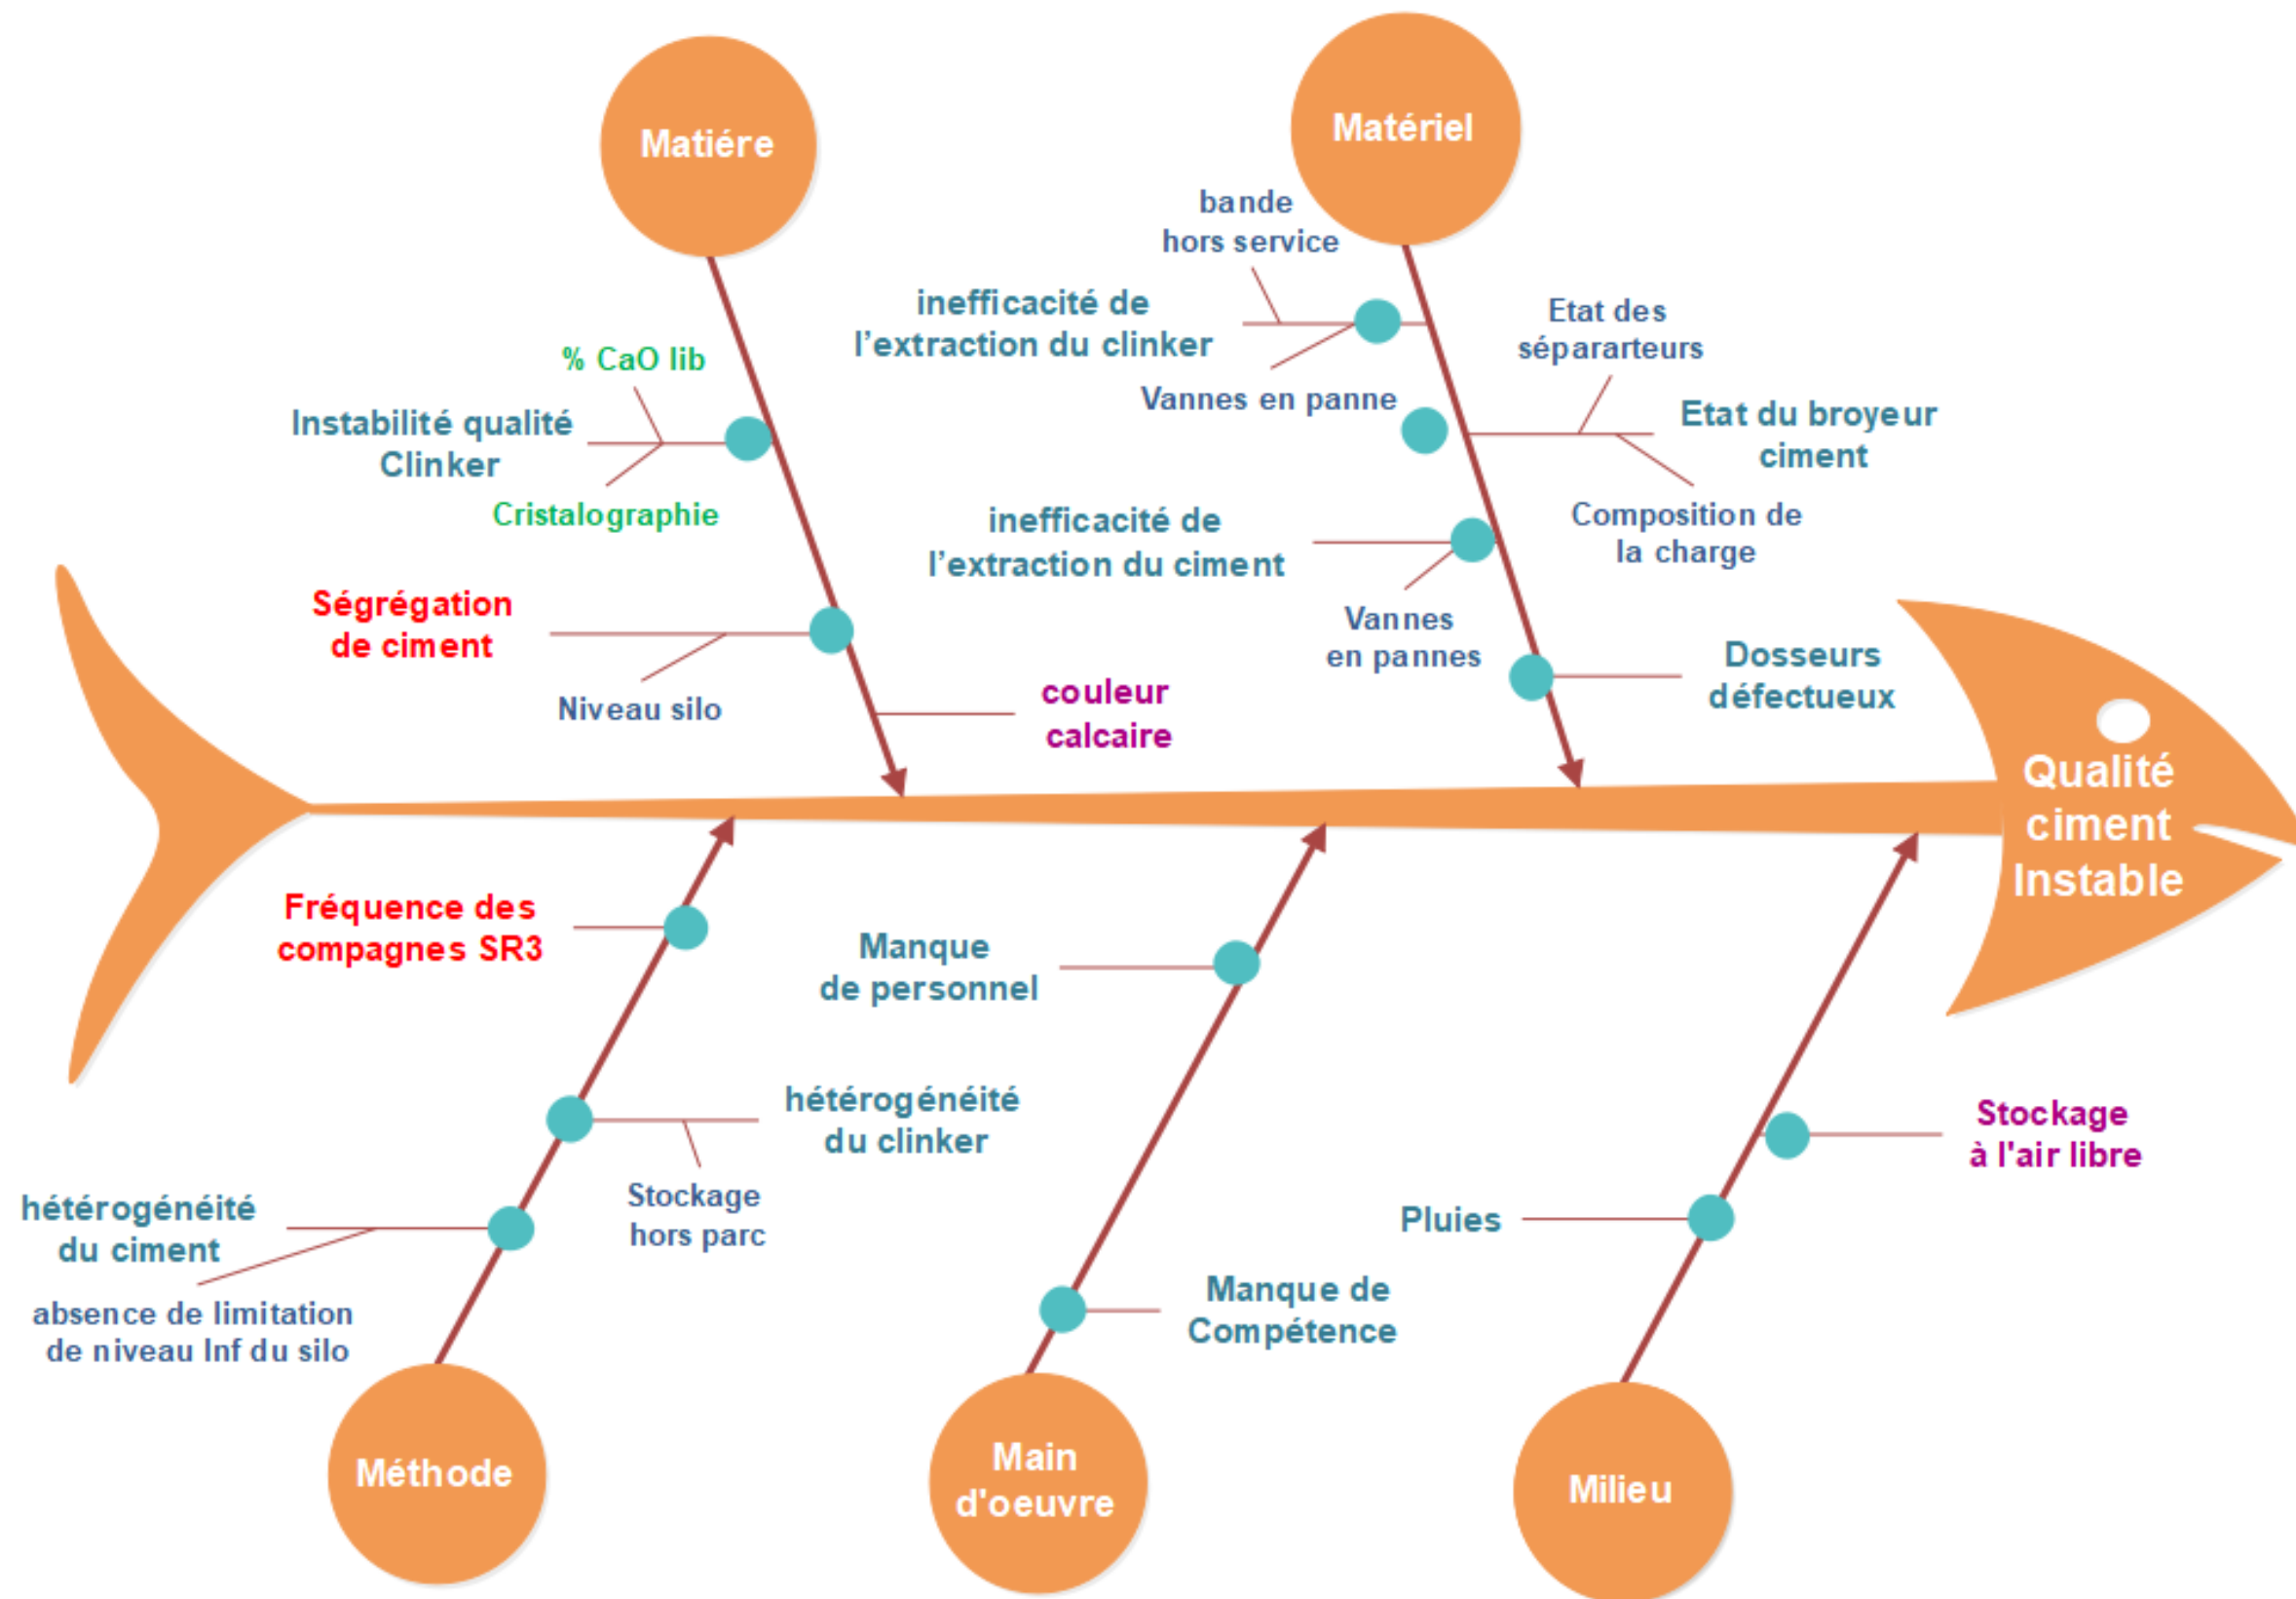 Matiére
% CaO lib
Instabilité qualité
Clinker
Cristalographie
Ségrégation
de ciment
Niveau silo
couleur
calcaire
Matériel
bande
hors service
inefficacité de
l’extraction du clinker
Vannes en panne
Etat des
sépararteurs
Etat du broyeur
ciment
Composition de
la charge
inefficacité de
l’extraction du ciment
Vannes
en pannes
Dosseurs
défectueux
Qualité
ciment
Instable
Fréquence des
compagnes SR3
hétérogénéité
du clinker
Stockage
hors parc
hétérogénéité
du ciment
absence de limitation
de niveau Inf du silo
Méthode
Manque
de personnel
Manque de
Compétence
Main
d'oeuvre
Stockage
à l'air libre
Pluies
Milieu